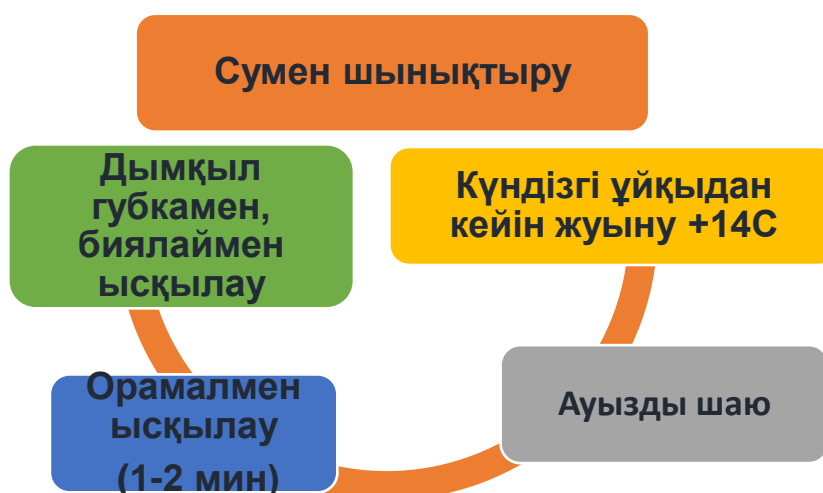 Сумен шынықтыру
Дымқыл
губкамен,
биялаймен
ысқылау
Күндізгі ұйқыдан
кейін жуыну +14С
Орамалмен
ысқылау
(1-2 мин)
Ауызды шаю